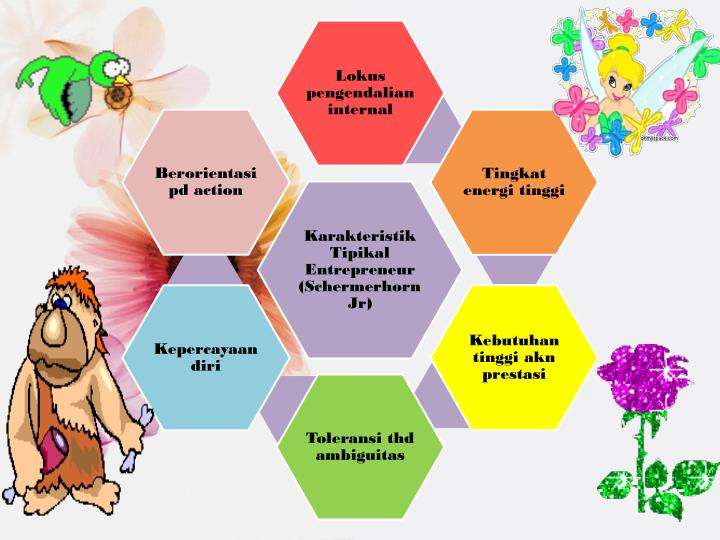 Lokus
pengendalian
internal
Tingkat
energi tinggi
Kebutuhan
tinggi akn
prestasi
Toleransi thd
ambiguitas
Kepercayaan
diri
Berorientasi
pd action
Karakteristik
Tipikal
Entrepreneur
(Schermerhorn
Jr)